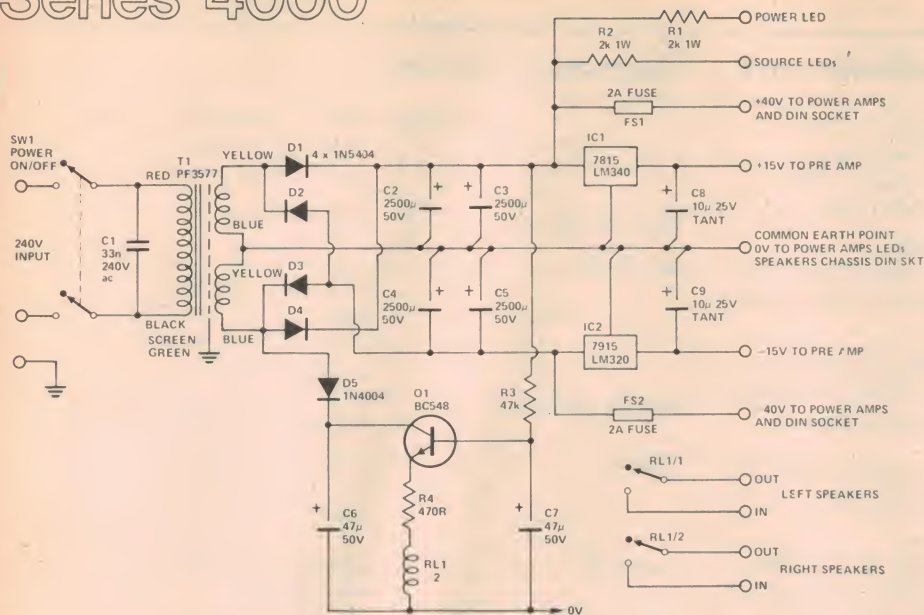 Series 4000
POWER LED
R1
2k 1W
R2
2k 1W
SOURCE LEDs
2A FUSE
FS1
+40V TO POWER AMPS
AND DIN SOCKET
SW1
POWER
ON/OFF
T1
PF3577
RED
YELLOW
D1
4 x 1N5404
IC1
7815
LM340
+15V TO PRE AMP
D2
C2
2500µ
50V
C3
2500µ
50V
C8
10µ 25V
TANT
BLUE
240V
INPUT
C1
33n
240V
ac
COMMON EARTH POINT
0V TO POWER AMPS LEDs
SPEAKERS CHASSIS DIN SKT
YELLOW
D3
C4
2500µ
50V
C5
2500µ
50V
C9
10µ 25V
TANT
D4
BLUE
BLACK
SCREEN
GREEN
IC2
7915
LM320
-15V TO PRE AMP
D5
1N4004
Q1
BC548
R3
47k
FS2
2A FUSE
40V TO POWER AMPS
AND DIN SOCKET
RL1/1
OUT
LEFT SPEAKERS
IN
R4
470R
C6
47µ
50V
C7
47µ
50V
RL1
2
RL1/2
OUT
RIGHT SPEAKERS
IN
0V